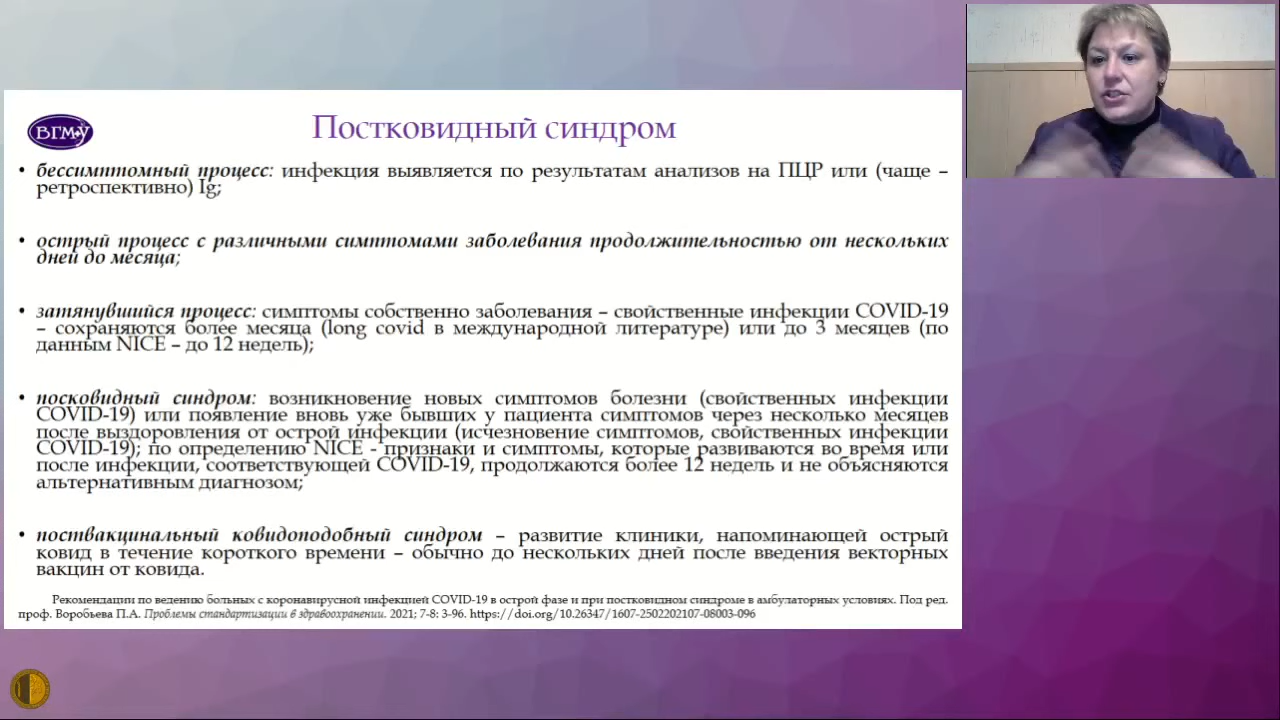 ВГМУ
Постковидный синдром
• бессимптомный процесс: инфекция выявляется по результатам анализов на ПЦР или (чаще –
ретроспективно) Ig;
• острый процесс с различными симптомами заболевания продолжительностью от нескольких
дней до месяца;
• затянувшийся процесс: симптомы собственно заболевания – свойственные инфекции COVID-19
– сохраняются более месяца (long covid в международной литературе) или до 3 месяцев (по
данным NICE – до 12 недель);
• посковидный синдром: возникновение новых симптомов болезни (свойственных инфекции
COVID-19) или появление вновь уже бывших у пациента симптомов через несколько месяцев
после выздоровления от острой инфекции (исчезновение симптомов, свойственных инфекции
COVID-19); по определению NICE - признаки и симптомы, которые развиваются во время или
после инфекции, соответствующей COVID-19, продолжаются более 12 недель и не объясняются
альтернативным диагнозом;
• поствакцинальный ковидоподобный синдром – развитие клиники, напоминающей острый
ковид в течение короткого времени – обычно до нескольких дней после введения векторных
вакцин от ковида.
Рекомендации по ведению больных с коронавирусной инфекцией COVID-19 в острой фазе и при постковидном синдроме в амбулаторных условиях. Под ред.
проф. Воробьева П.А. Проблемы стандартизации в здравоохранении. 2021; 7-8: 3-96. https://doi.org/10.26347/1607-2502202107-08003-096